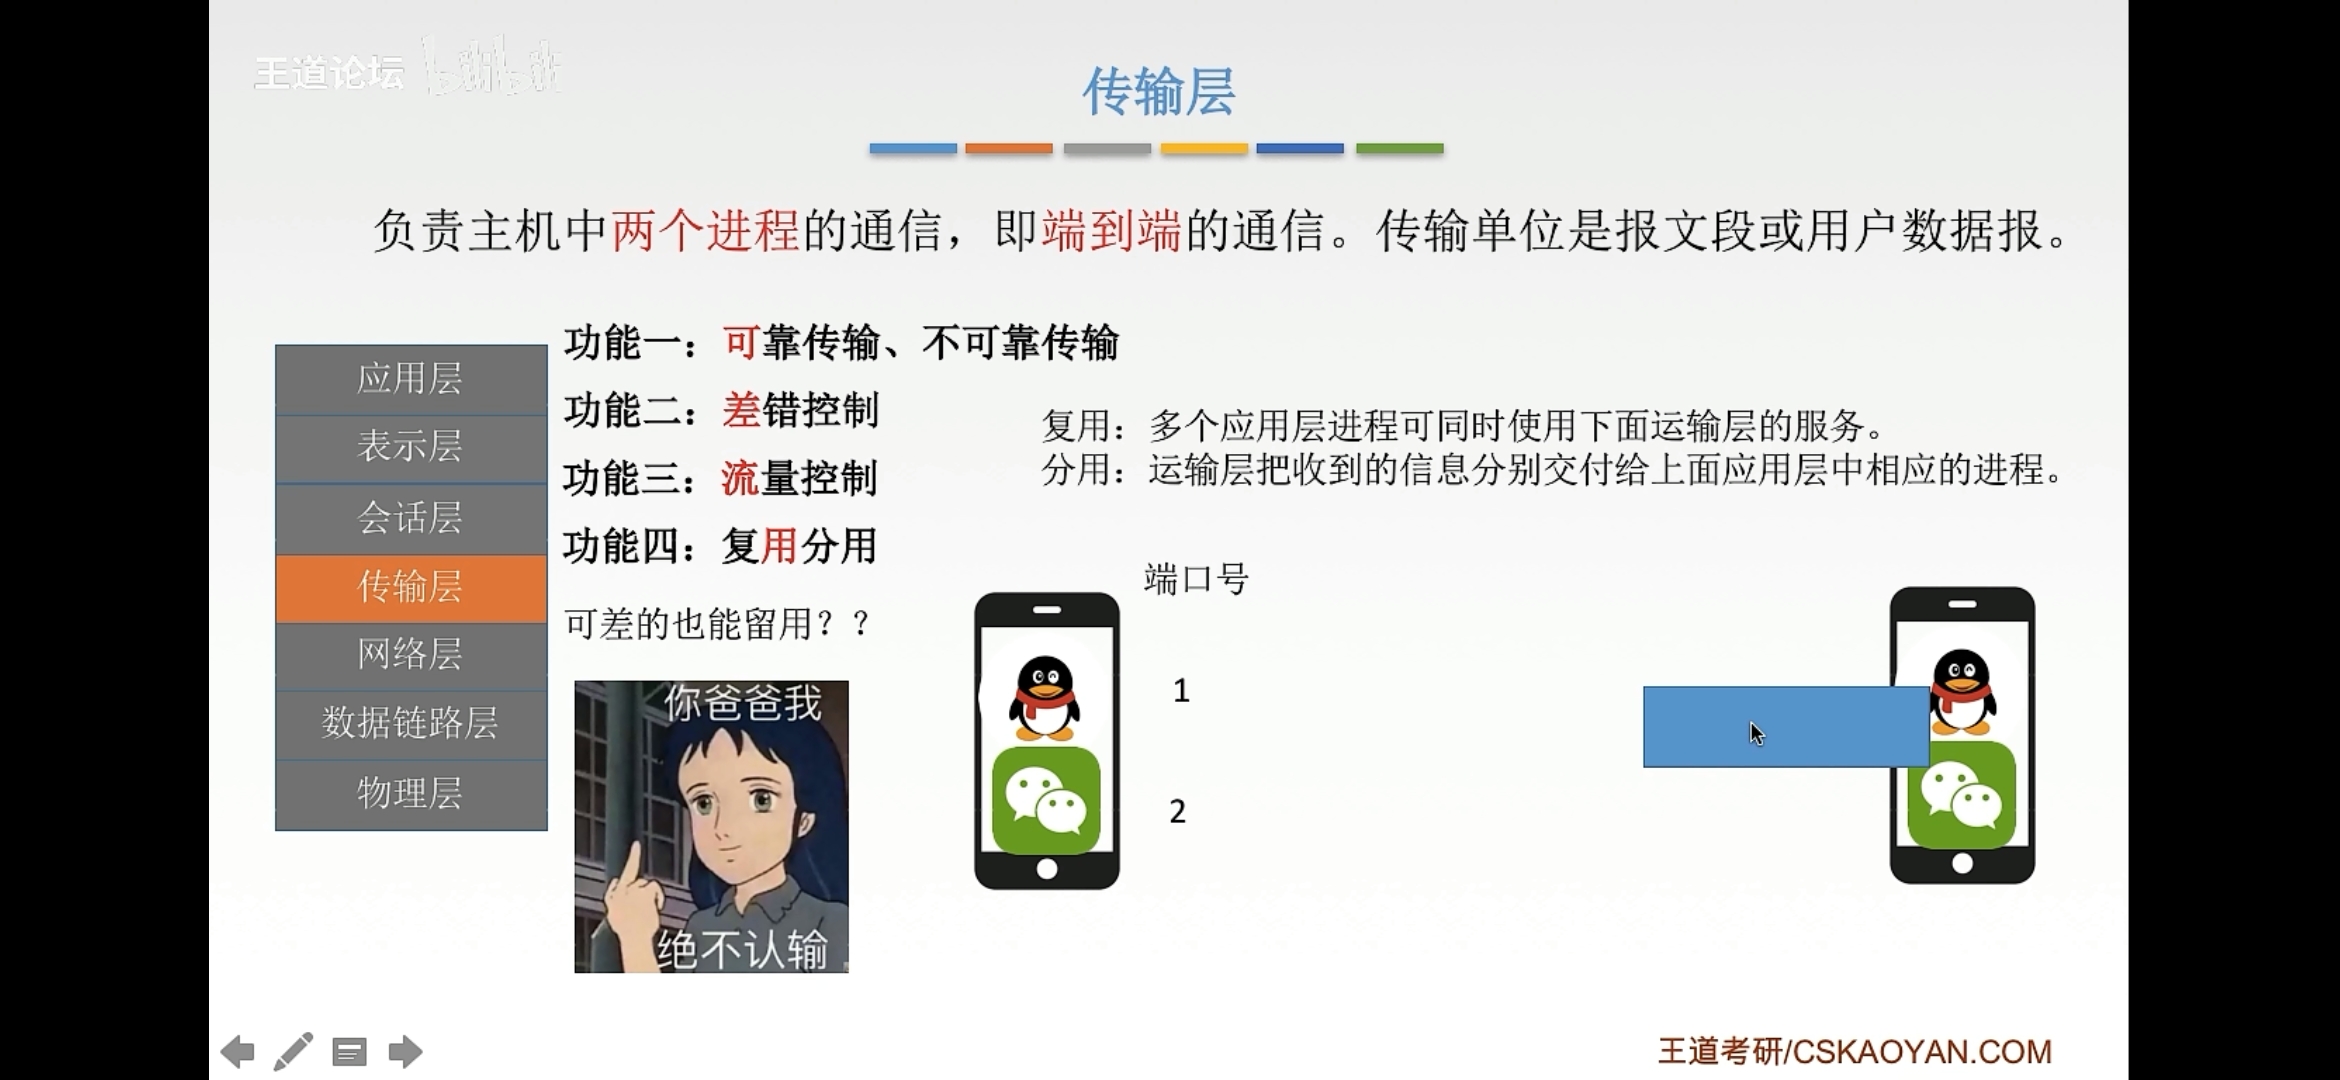 王道论坛 bilibili
传输层
负责主机中两个进程的通信，即端到端的通信。传输单位是报文段或用户数据报。
应用层
表示层
会话层
传输层
网络层
数据链路层
物理层
功能一：可靠传输、不可靠传输
功能二：差错控制
功能三：流量控制
功能四：复用分用
可差的也能留用？？
你爸爸我
绝不认输
复用：多个应用层进程可同时使用下面运输层的服务。
分用：运输层把收到的信息分别交付给上面应用层中相应的进程。
端口号
1
2
王道考研/CSKAOYAN.COM